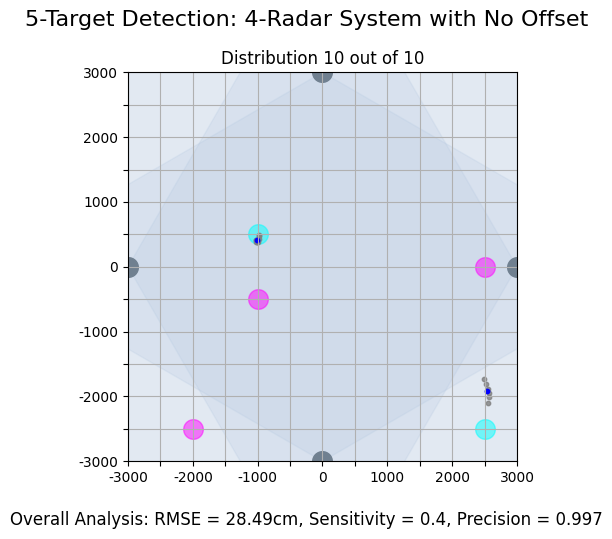 5-Target Detection: 4-Radar System with No Offset
Distribution 10 out of 10
3000
2000
1000
0
-1000
-2000
-3000
-3000 -2000 -1000 0 1000 2000 3000
Overall Analysis: RMSE = 28.49cm, Sensitivity = 0.4, Precision = 0.997